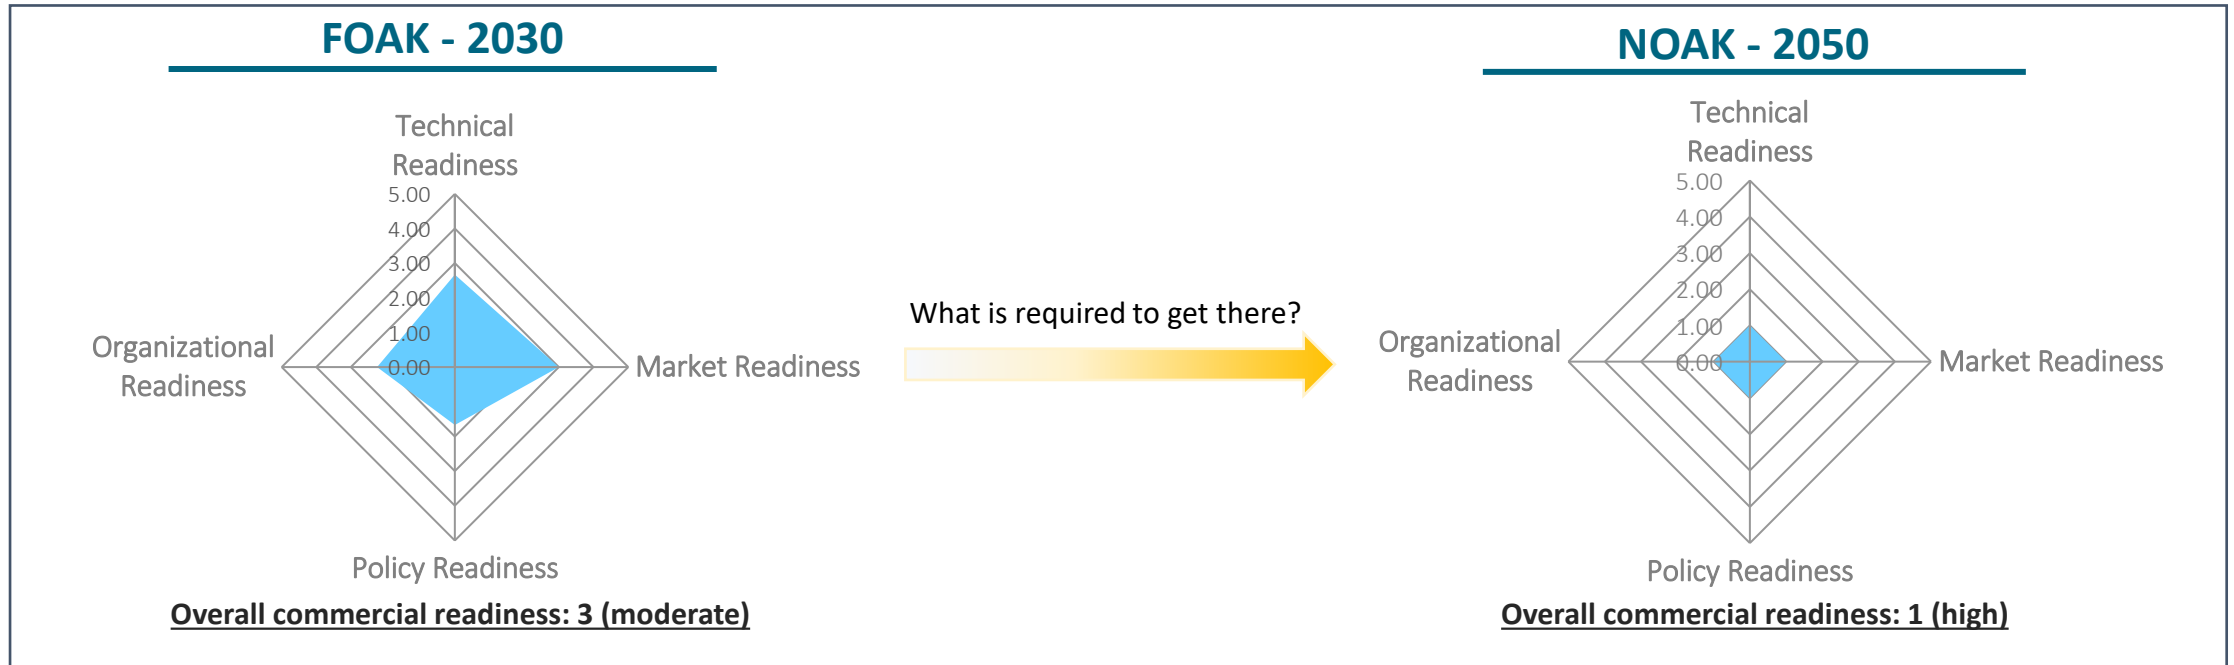 FOAK - 2030
Technical
Readiness
5.00
4.00
3.00
2.00
1.00
0.00
Organizational
Readiness
Market Readiness
Policy Readiness
Overall commercial readiness: 3 (moderate)
What is required to get there?
NOAK - 2050
Technical
Readiness
5.00
4.00
3.00
2.00
1.00
0.00
Organizational
Readiness
Market Readiness
Policy Readiness
Overall commercial readiness: 1 (high)